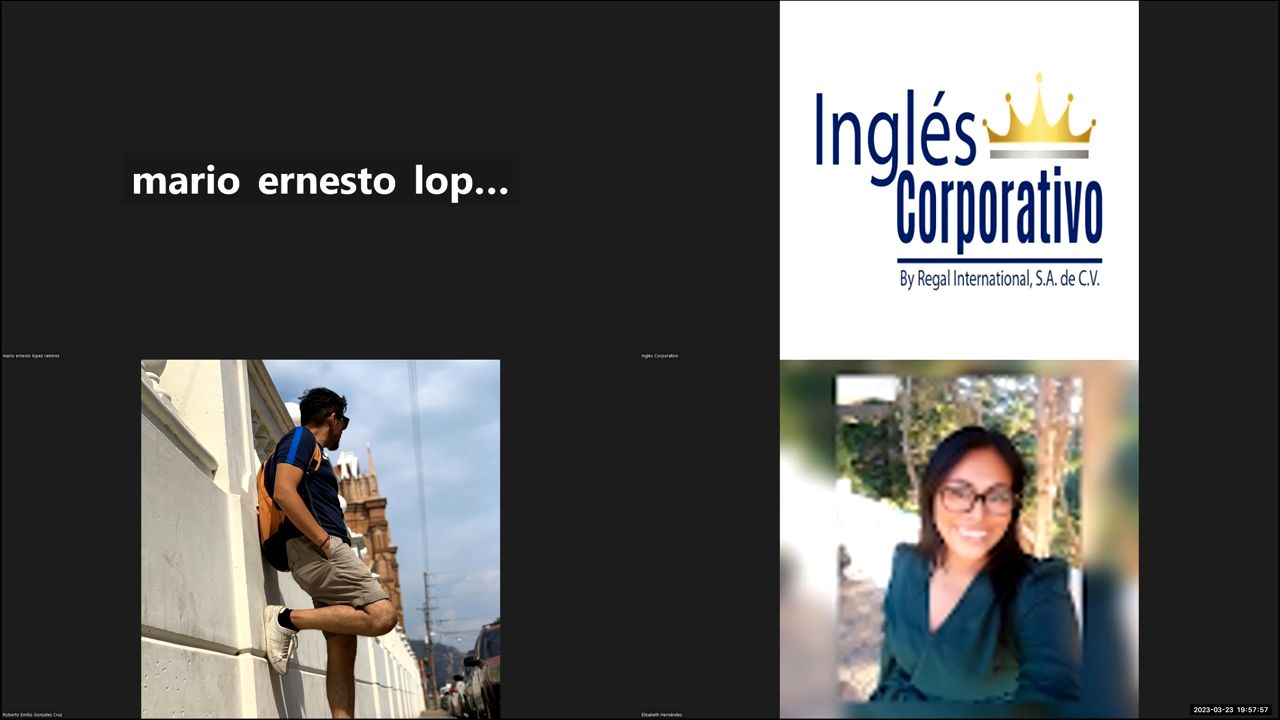 mario ernesto lop...
Inglés
Corporativo
By Regal International, S.A. de C.V.
mario ernesto lopez ramirez
Inglés Corporativo
Roberto Emilio Gonzalez Cruz
Elizabeth Hernández
2023-03-23 19:57:57